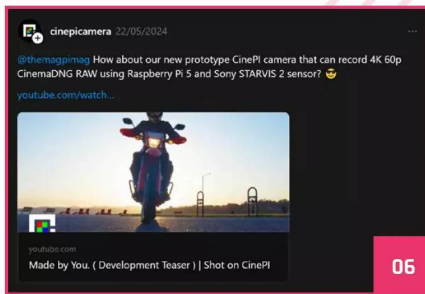 cinepicamera 22/05/2024
@themagpimag How about our new prototype CinePI camera that can record 4K 60p
CinemaDNG RAW using Raspberry Pi 5 and Sony STARVIS 2 sensor? 😎
youtube.com/watch...
youtube.com
Made by You. ( Development Teaser ) | Shot on CinePI
06